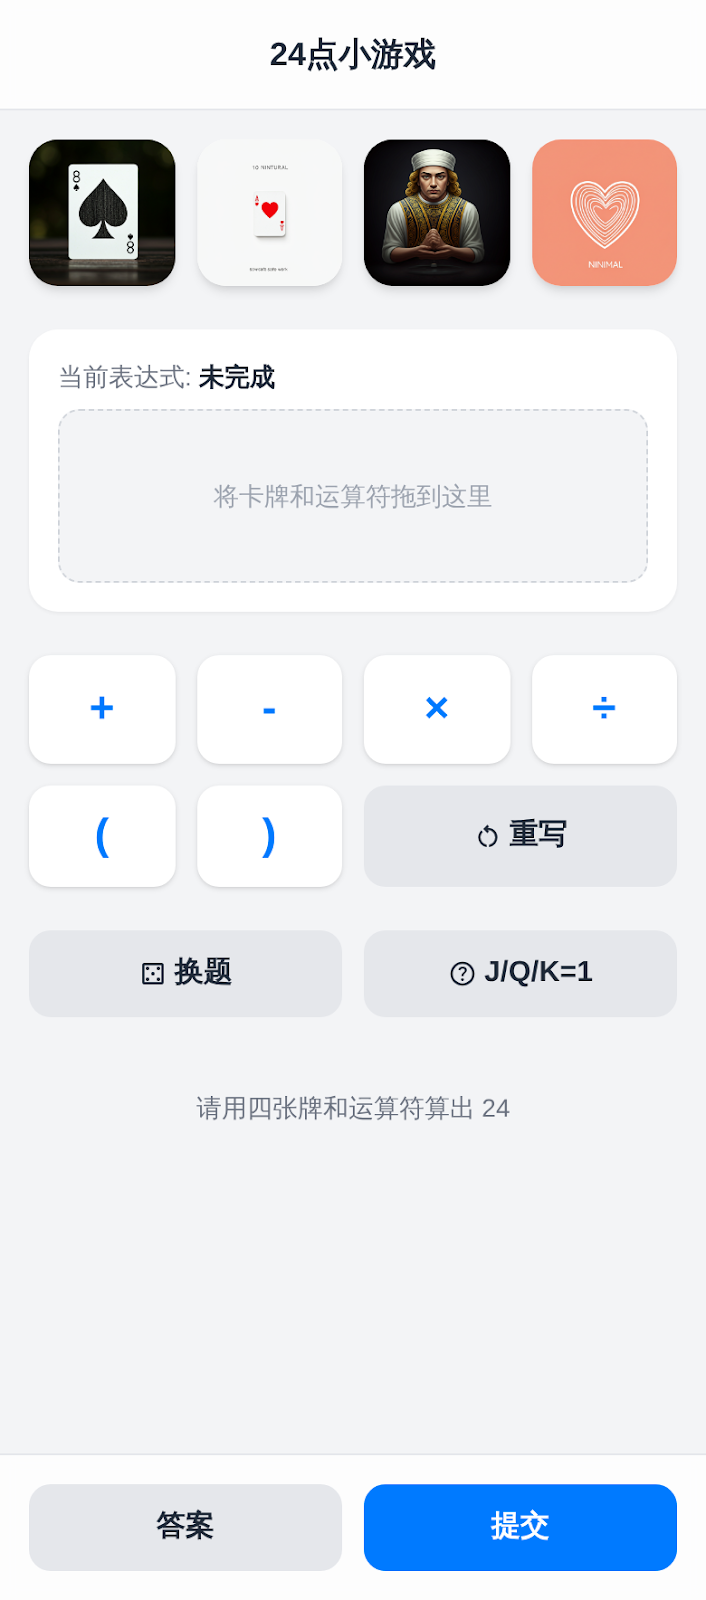 24点小游戏
8
8
A
A
NINIMAL
当前表达式: 未完成
将卡牌和运算符拖到这里
+ - × ÷
( ) 重写
换题 J/Q/K=1
请用四张牌和运算符算出 24
答案 提交